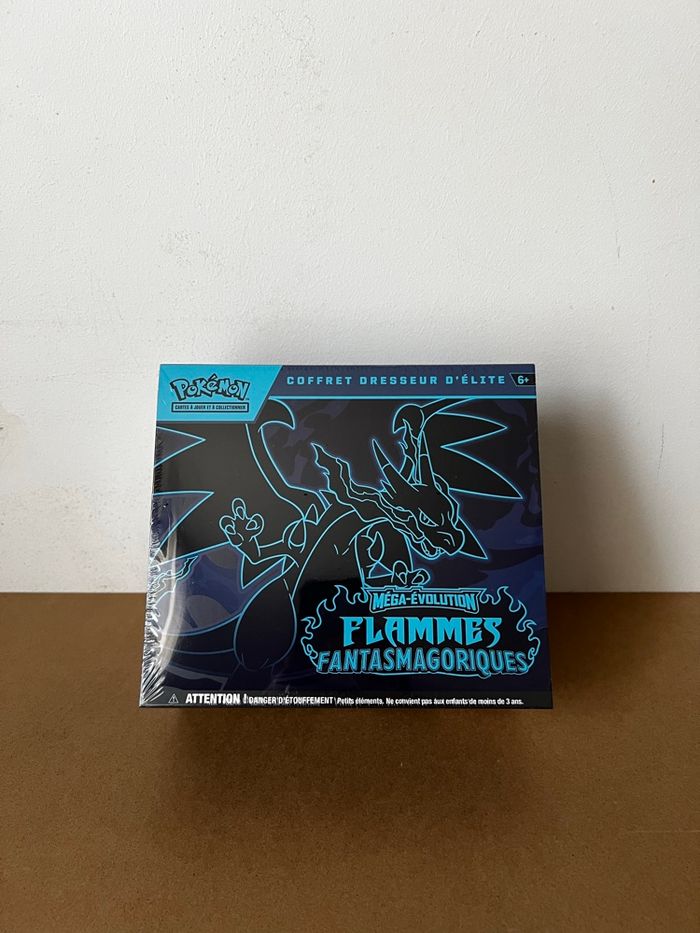 POKÉMON
CARTES À JOUER ET À COLLECTIONNER
COFFRET DRESSEUR D'ÉLITE 6+
MÉGA-ÉVOLUTION
FLAMMES
FANTASMAGORIQUES
ATTENTION ! DANGER D'ÉTOUFFEMENT ! Petits éléments. Ne convient pas aux enfants de moins de 3 ans.